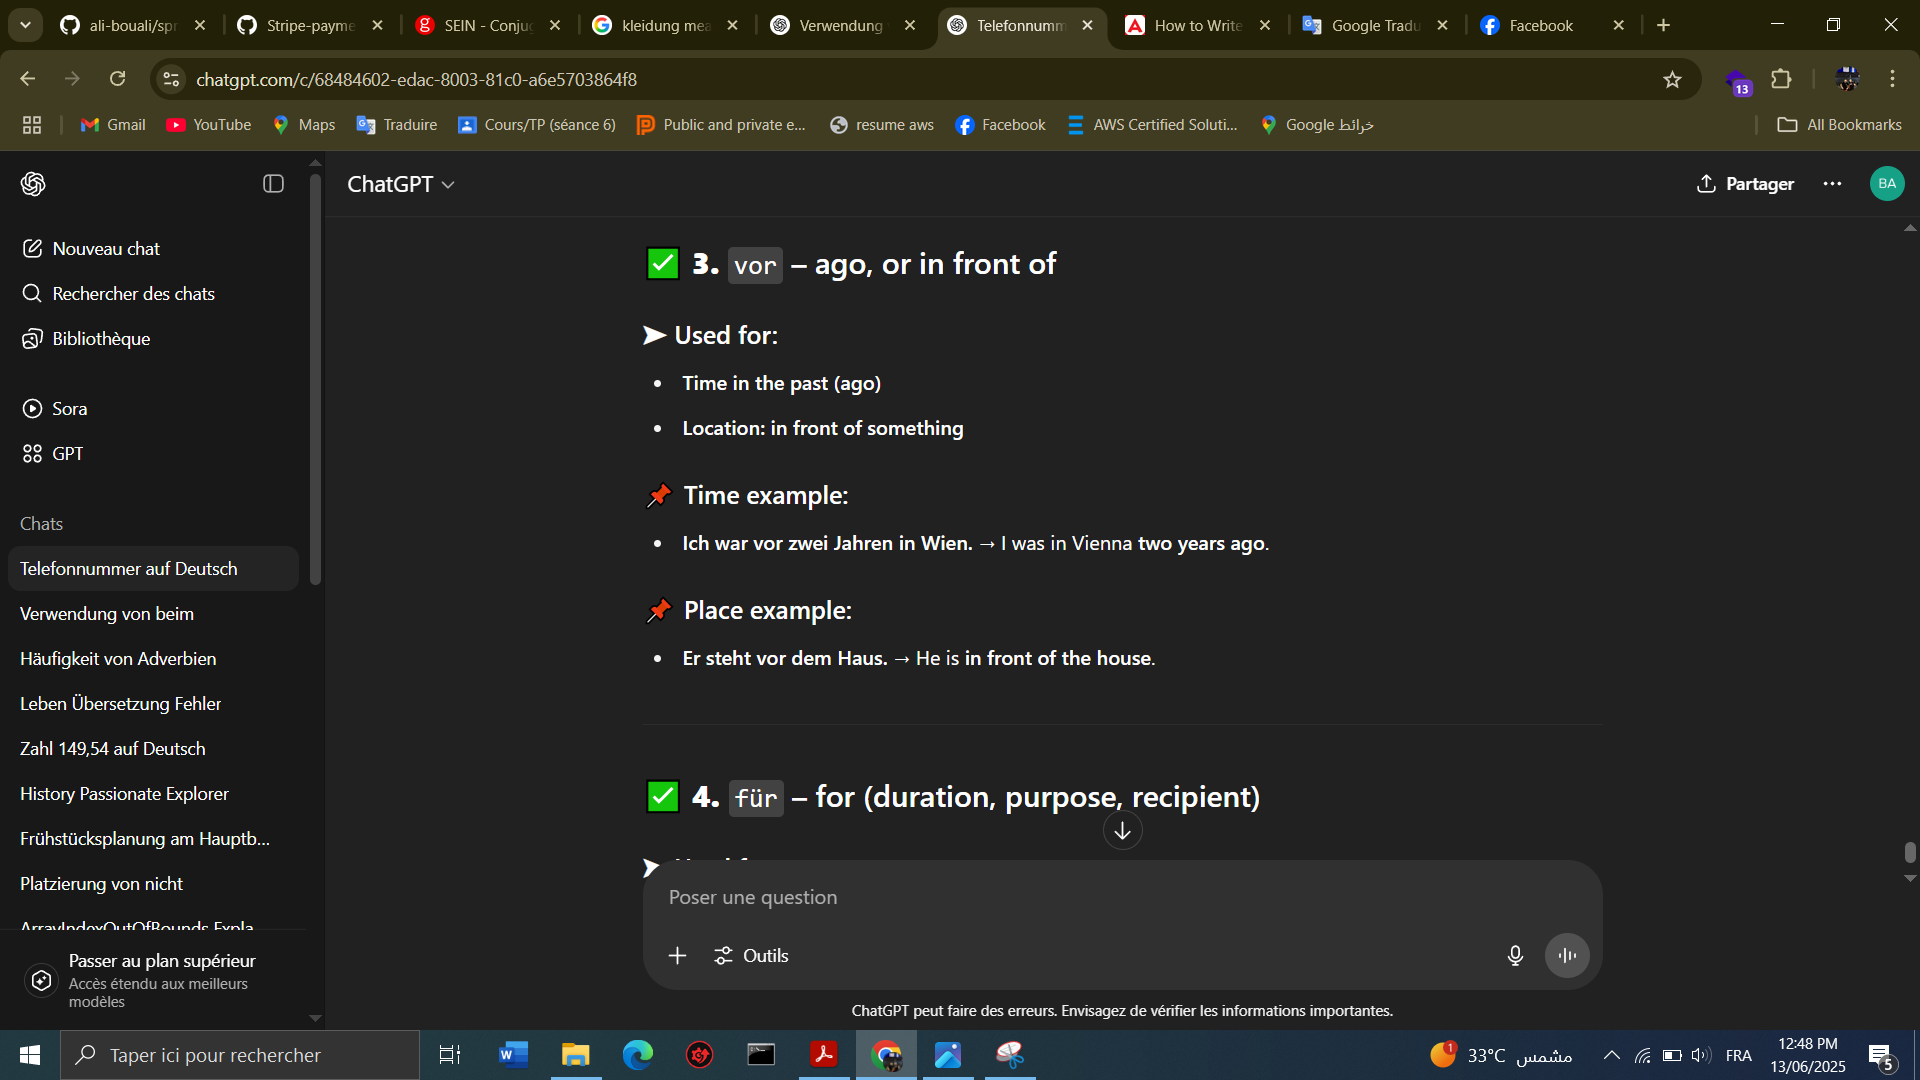 ali-bouali/spr
Stripe-payme
SEIN - Conjug
kleidung mea
Verwendung
Telefonnumm
How to Write
Google Tradu
Facebook
chatgpt.com/c/68484602-edac-8003-81c0-a6e5703864f8
13
Gmail
YouTube
Maps
Traduire
Cours/TP (séance 6)
Public and private e...
resume aws
Facebook
AWS Certified Soluti...
Google خرائط
All Bookmarks
ChatGPT
Partager
BA
Nouveau chat
Rechercher des chats
Bibliothèque
Sora
GPT
Chats
Telefonnummer auf Deutsch
Verwendung von beim
Häufigkeit von Adverbien
Leben Übersetzung Fehler
Zahl 149,54 auf Deutsch
History Passionate Explorer
Frühstücksplanung am Hauptb...
Platzierung von nicht
ArrayIndexOutOfBounds Expla
Passer au plan supérieur
Accès étendu aux meilleurs
modèles
3. vor – ago, or in front of
➤ Used for:
• Time in the past (ago)
• Location: in front of something
Time example:
• Ich war vor zwei Jahren in Wien. → I was in Vienna two years ago.
Place example:
• Er steht vor dem Haus. → He is in front of the house.
4. für – for (duration, purpose, recipient)
Poser une question
Outils
ChatGPT peut faire des erreurs. Envisagez de vérifier les informations importantes.
Taper ici pour rechercher
1
33°C مشمس
FRA
12:48 PM
13/06/2025
5